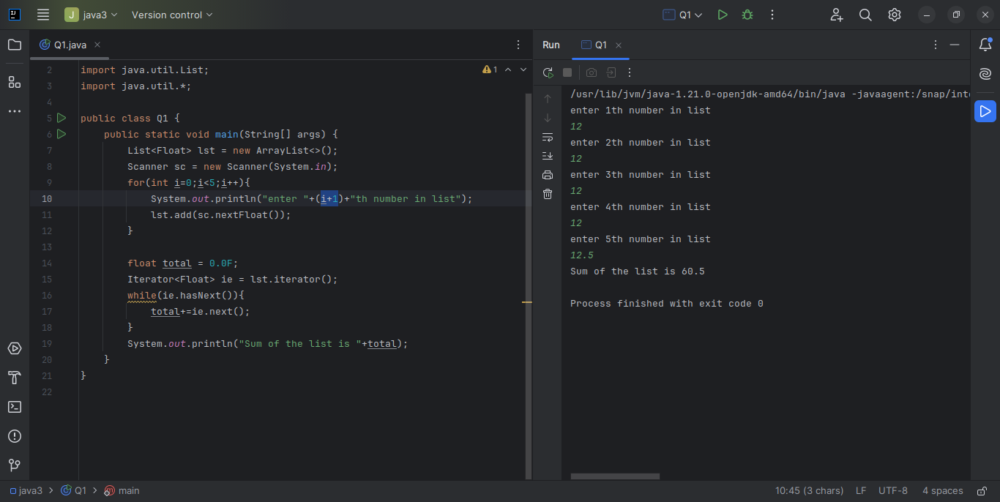 J java3 Version control Q1
Q1.java
1
2 import java.util.List;
3 import java.util.*;
4
5 public class Q1 {
6 public static void main(String[] args) {
7 List<Float> lst = new ArrayList<>();
8 Scanner sc = new Scanner(System.in);
9 for(int i=0;i<5;i++){
10 System.out.println("enter "+(i+1)+"th number in list");
11 lst.add(sc.nextFloat());
12 }
13
14 float total = 0.0F;
15 Iterator<Float> ie = lst.iterator();
16 while(ie.hasNext()){
17 total+=ie.next();
18 }
19 System.out.println("Sum of the list is "+total);
20 }
21 }
22
Run Q1
/usr/lib/jvm/java-1.21.0-openjdk-amd64/bin/java -javaagent:/snap/int
enter 1th number in list
12
enter 2th number in list
12
enter 3th number in list
12
enter 4th number in list
12
enter 5th number in list
12.5
Sum of the list is 60.5
Process finished with exit code 0
java3 > Q1 > main 10:45 (3 chars) LF UTF-8 4 spaces